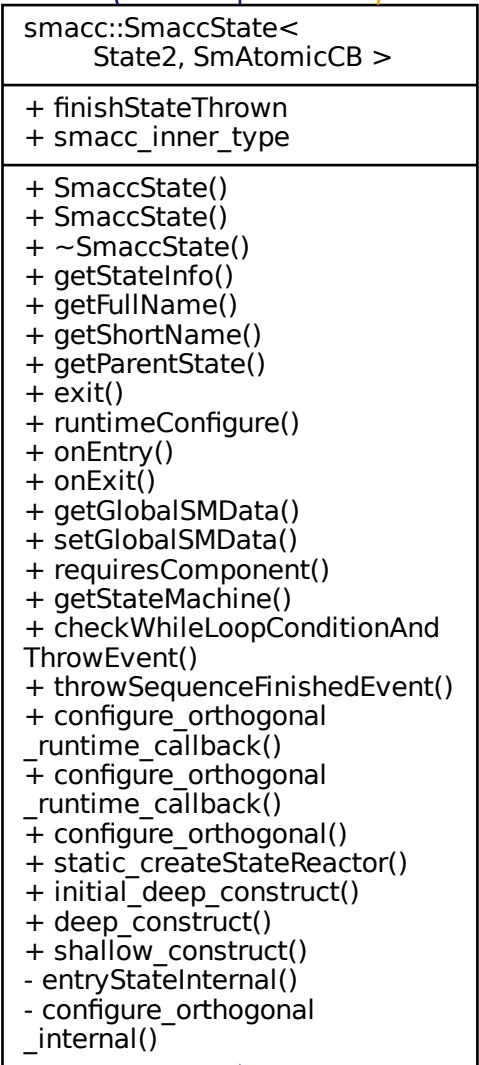 smacc::SmaccState<
State2, SmAtomicCB >
+ finishStateThrown
+ smacc_inner_type
+ SmaccState()
+ SmaccState()
+ ~SmaccState()
+ getStateInfo()
+ getFullName()
+ getShortName()
+ getParentState()
+ exit()
+ runtimeConfigure()
+ onEntry()
+ onExit()
+ getGlobalSMData()
+ setGlobalSMData()
+ requiresComponent()
+ getStateMachine()
+ checkWhileLoopConditionAnd
ThrowEvent()
+ throwSequenceFinishedEvent()
+ configure_orthogonal
_runtime_callback()
+ configure_orthogonal
_runtime_callback()
+ configure_orthogonal()
+ static_createStateReactor()
+ initial_deep_construct()
+ deep_construct()
+ shallow_construct()
- entryStateInternal()
- configure_orthogonal
_internal()